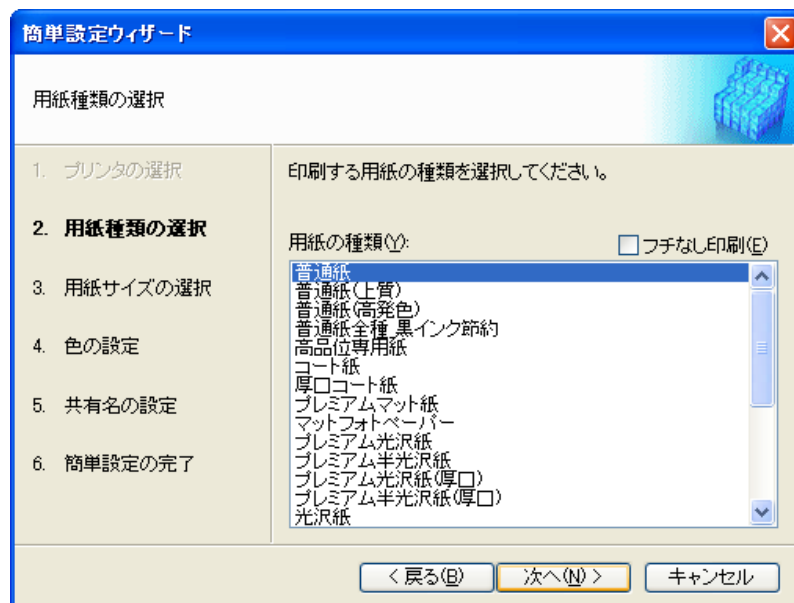 簡単設定ウィザード
用紙種類の選択
1. プリンタの選択
2. 用紙種類の選択
3. 用紙サイズの選択
4. 色の設定
5. 共有名の設定
6. 簡単設定の完了
印刷する用紙の種類を選択してください。
用紙の種類(Y):
フチなし印刷(E)
普通紙
普通紙(上質)
普通紙(高発色)
普通紙全種 黒インク節約
高品位専用紙
コート紙
厚口コート紙
プレミアムマット紙
マットフォトペーパー
プレミアム光沢紙
プレミアム半光沢紙
プレミアム光沢紙(厚口)
プレミアム半光沢紙(厚口)
光沢紙
< 戻る(B)
次へ(N) >
キャンセル